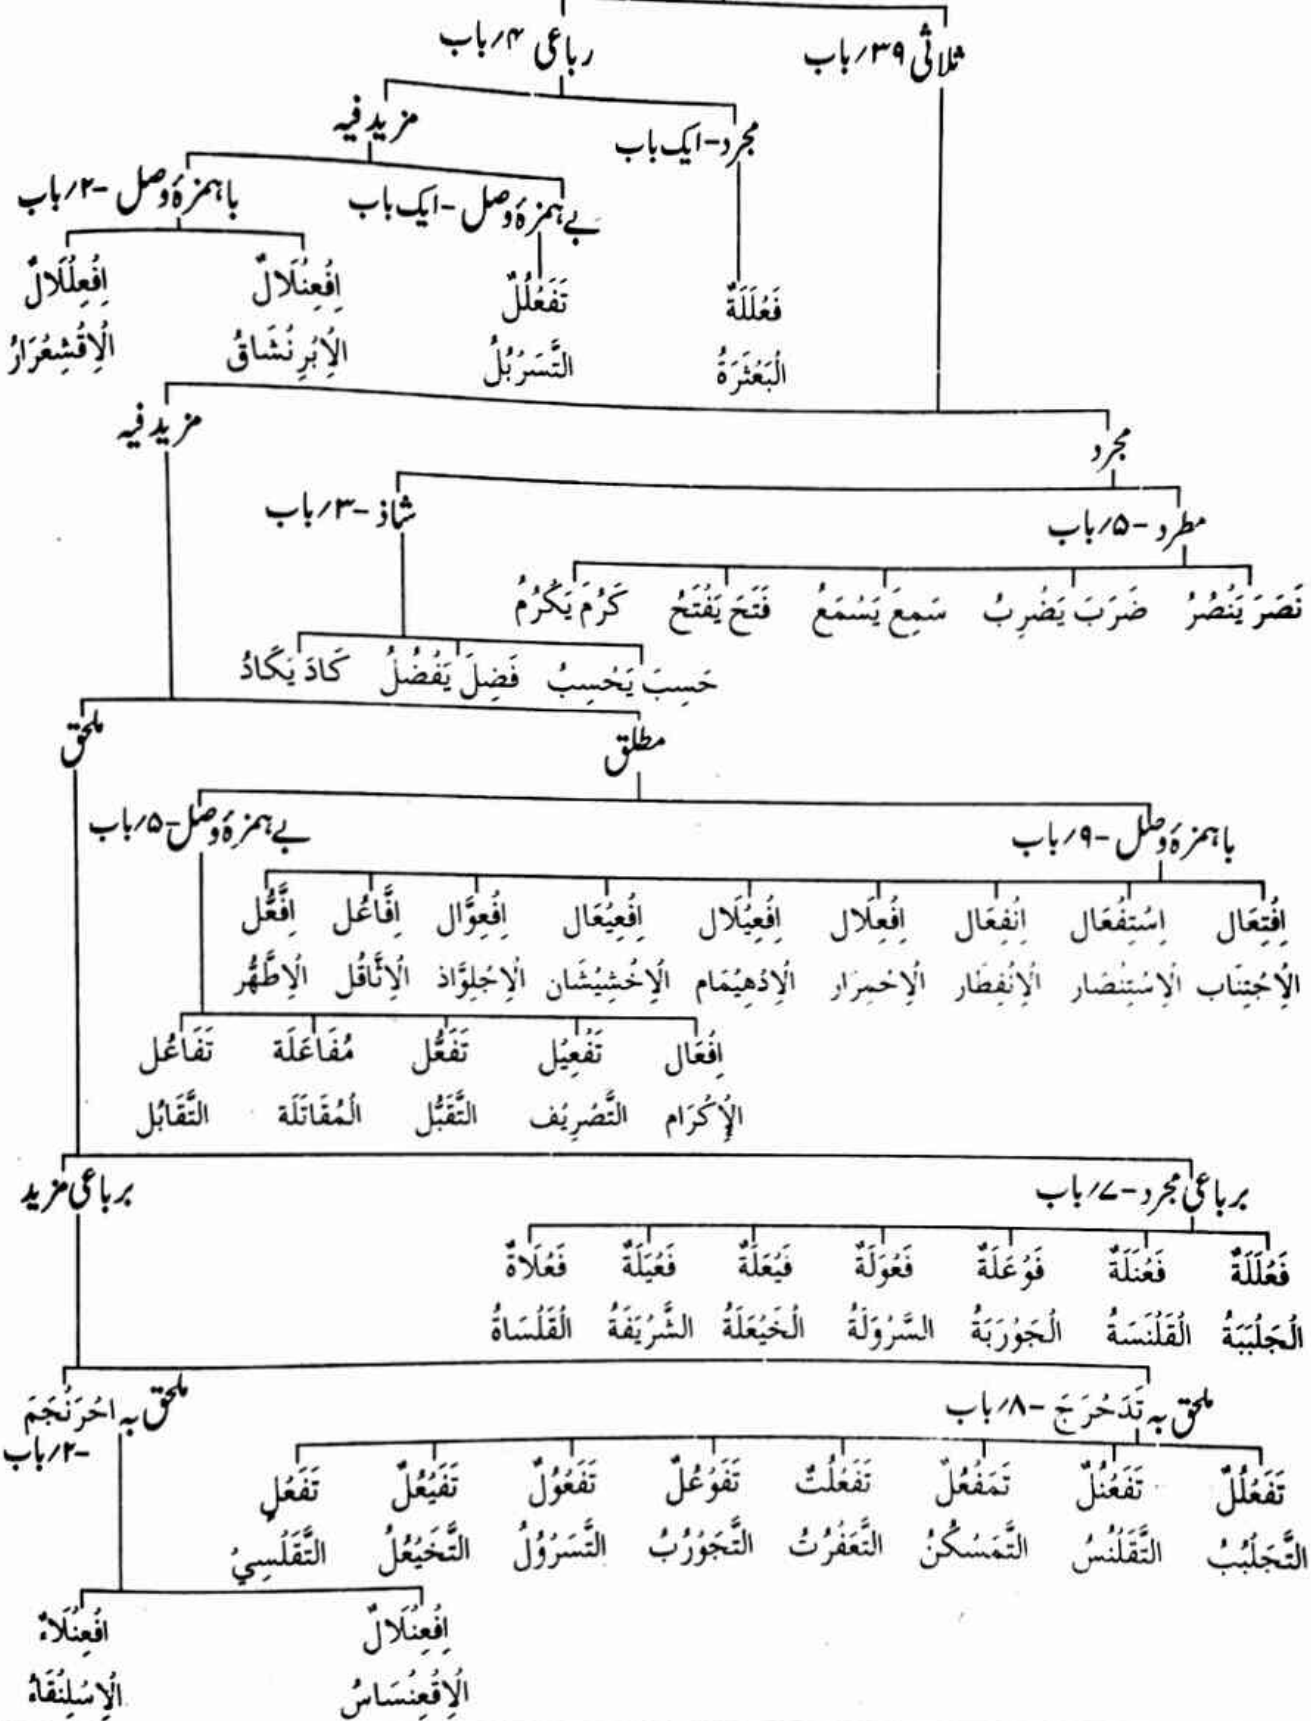 ثلاثی ۳۹/باب
رباعی ۴/باب
مجرد-ایک باب
مزید فیہ
بے ہمزۂ وصل-ایک باب
باہمزۂ وصل-۲/باب
فَعْلَلَةٌ
تَفَعْلُلٌ
اِفْعِنْلَالٌ
اِفْعِلْلَالٌ
الْبَعْثَرَةُ
التَّسَرْبُلُ
الْاِبْرِنْشَاقُ
الْاِقْشِعْرَارُ
مجرد
مزید فیہ
مطرد-۵/باب
شاذ-۳/باب
نَصَرَ يَنْصُرُ
ضَرَبَ يَضْرِبُ
سَمِعَ يَسْمَعُ
فَتَحَ يَفْتَحُ
كَرُمَ يَكْرُمُ
حَسِبَ يَحْسِبُ
فَضِلَ يَفْضُلُ
كَادَ يَكَادُ
مطلق
ملحق
باہمزۂ وصل-۹/باب
بے ہمزۂ وصل-۵/باب
اِفْتِعَال اِسْتِفْعَال اِنْفِعَال اِفْعِلَال اِفْعِيْلَال اِفْعِيْعَال اِفْعِوَّال اِفَّاعُل اِفَّعُّل
الْاِجْتِنَاب الْاِسْتِنْصَار الْاِنْفِطَار الْاِحْمِرَار الْاِدْهِيْمَام الْاِخْشِيْشَان الْاِجْلِوَّاذ الْاِثَّاقُل الْاِطَّهُّر
اِفْعَال تَفْعِيْل تَفَعُّل مُفَاعَلَة تَفَاعُل
الْاِكْرَام التَّصْرِيْف التَّقَبُّل الْمُقَاتَلَة التَّقَابُل
برباعی مجرد-۷/باب
برباعی مزید
فَعْلَلَةٌ فَعْنَلَةٌ فَوْعَلَةٌ فَعْوَلَةٌ فَيْعَلَةٌ فَعْيَلَةٌ فَعْلَاةٌ
الْجَلْبَبَةُ الْقَلْنَسَةُ الْجَوْرَبَةُ السَّرْوَلَةُ الْخَيْعَلَةُ الشَّرْيَفَةُ الْقَلْسَاةُ
ملحق بہ تَدَحْرَجَ-۸/باب
ملحق بہ احْرَنْجَمَ
-۲/باب
تَفَعْلُلٌ تَفَعْنُلٌ تَمَفْعُلٌ تَفَعْلُتٌ تَفَوْعُلٌ تَفَعْوُلٌ تَفَيْعُلٌ تَفَعْلٍ
التَّجَلْبُبُ التَّقَلْنُسُ التَّمَسْكُنُ التَّعَفْرُتُ التَّجَوْرُبُ التَّسَرْوُلُ التَّخَيْعُلُ التَّقَلْسِيْ
اِفْعِنْلَالٌ
اِفْعِنْلَاءٌ
الْاِقْعِنْسَاسُ
الْاِسْلِنْقَاءُ